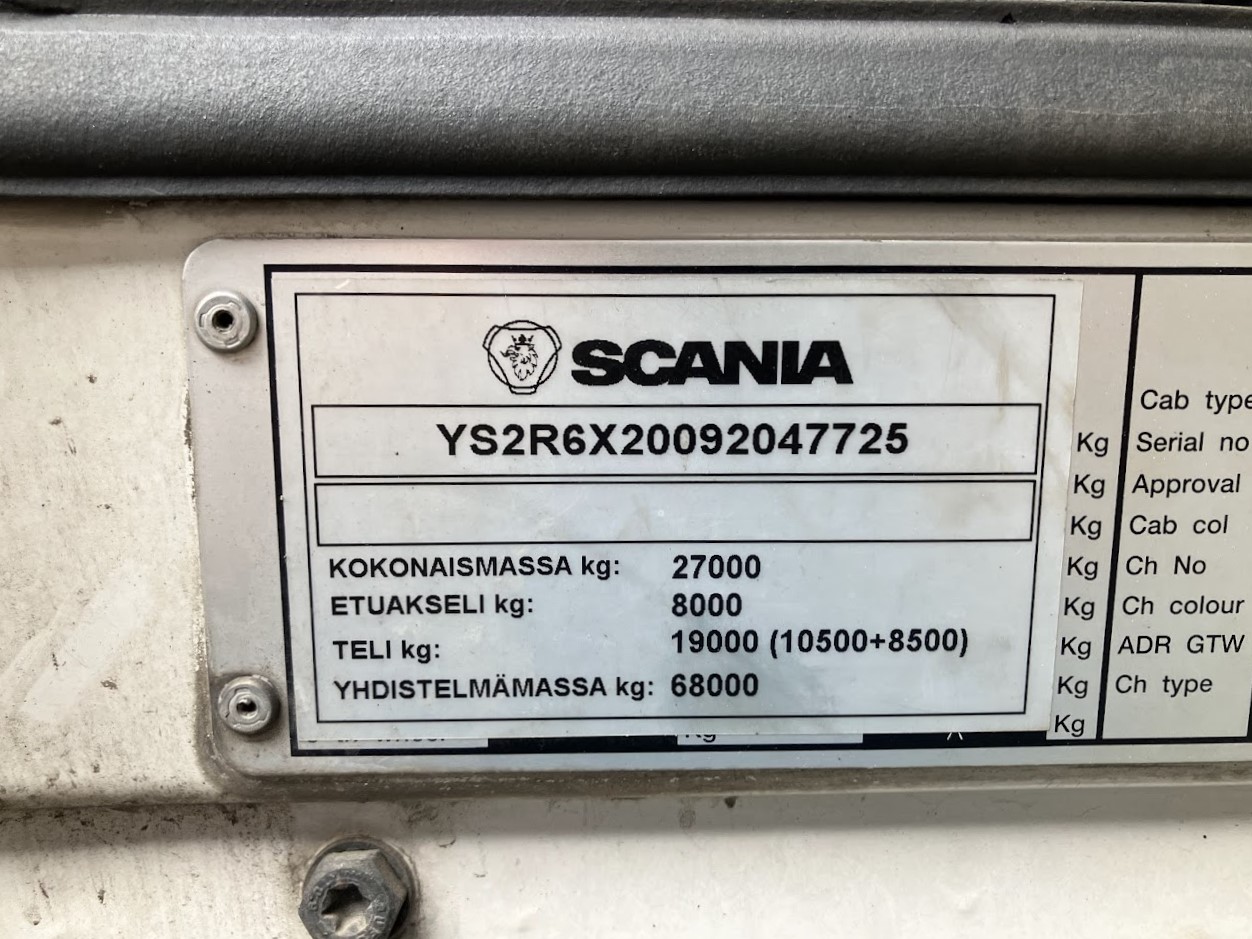 SCANIA
YS2R6X20092047725
KOKONAISMASSA kg: 27000
ETUAKSELI kg: 8000
TELI kg: 19000 (10500+8500)
YHDISTELMÄMASSA kg: 68000
Kg
Kg
Kg
Kg
Kg
Kg
Kg
Kg
Cab type
Serial no
Approval
Cab col
Ch No
Ch colour
ADR GTW
Ch type